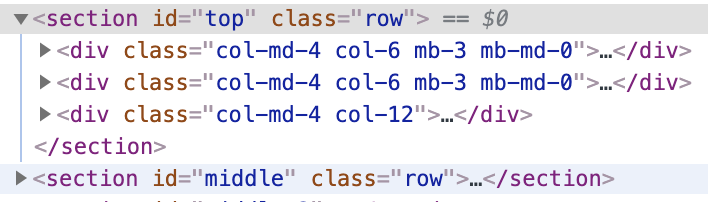 ▼<section id="top" class="row"> == $0
▶<div class="col-md-4 col-6 mb-3 mb-md-0">…</div>
▶<div class="col-md-4 col-6 mb-3 mb-md-0">…</div>
▶<div class="col-md-4 col-12">…</div>
</section>
▶<section id="middle" class="row">…</section>